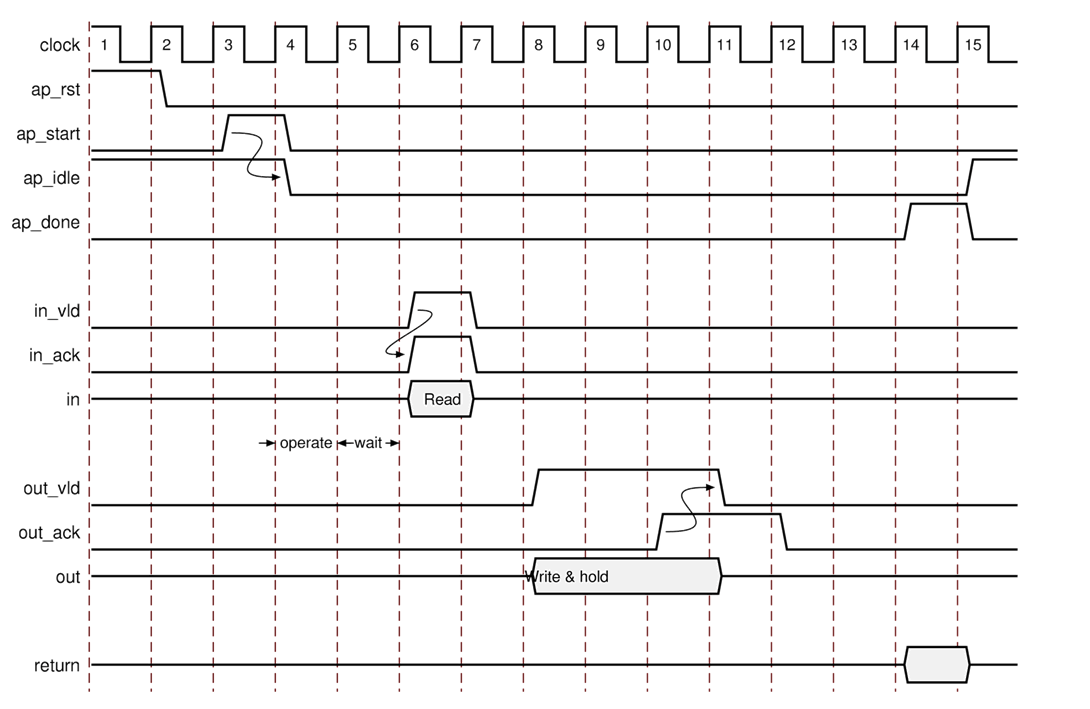 clock 1 2 3 4 5 6 7 8 9 10 11 12 13 14 15
ap_rst
ap_start
ap_idle
ap_done
in_vld
in_ack
in Read
operate wait
out_vld
out_ack
out Write & hold
return